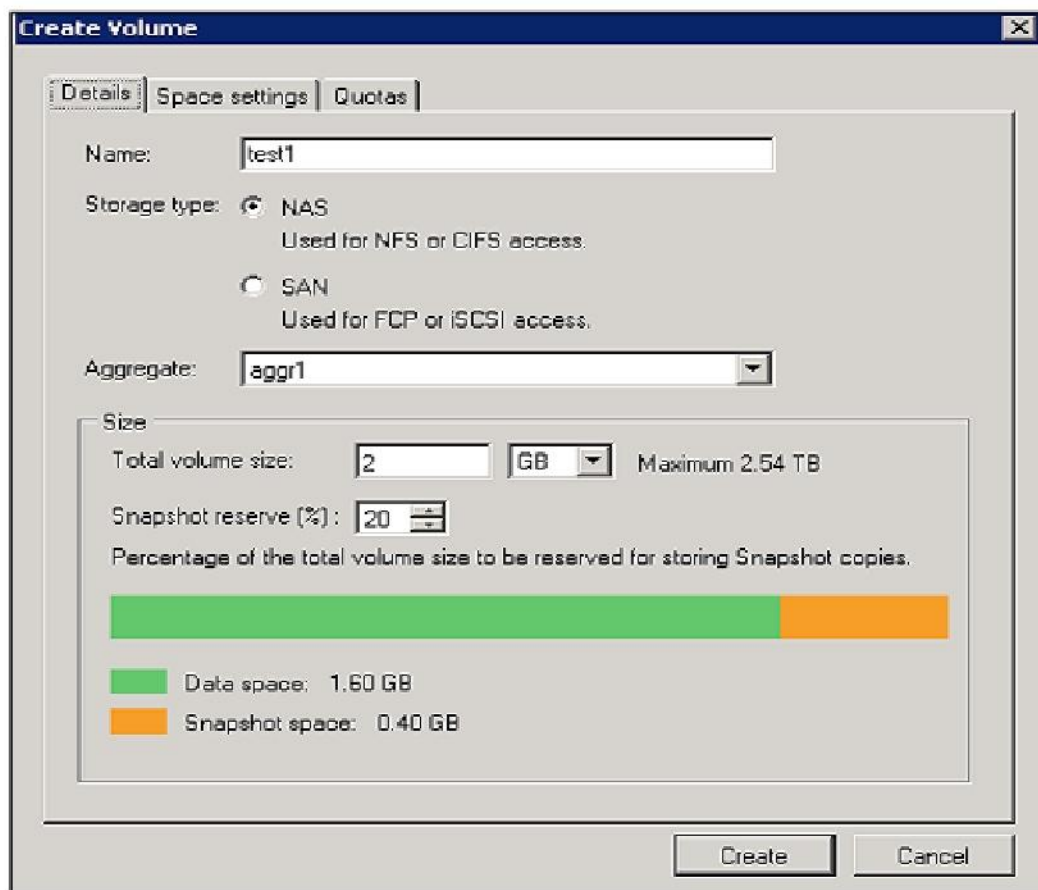 Create Volume
Details Space settings Quotas
Name: test1
Storage type: NAS
Used for NFS or CIFS access.
SAN
Used for FCP or iSCSI access.
Aggregate: aggr1
Size
Total volume size: 2 GB Maximum 2.54 TB
Snapshot reserve (%) : 20
Percentage of the total volume size to be reserved for storing Snapshot copies.
Data space: 1.60 GB
Snapshot space: 0.40 GB
Create Cancel